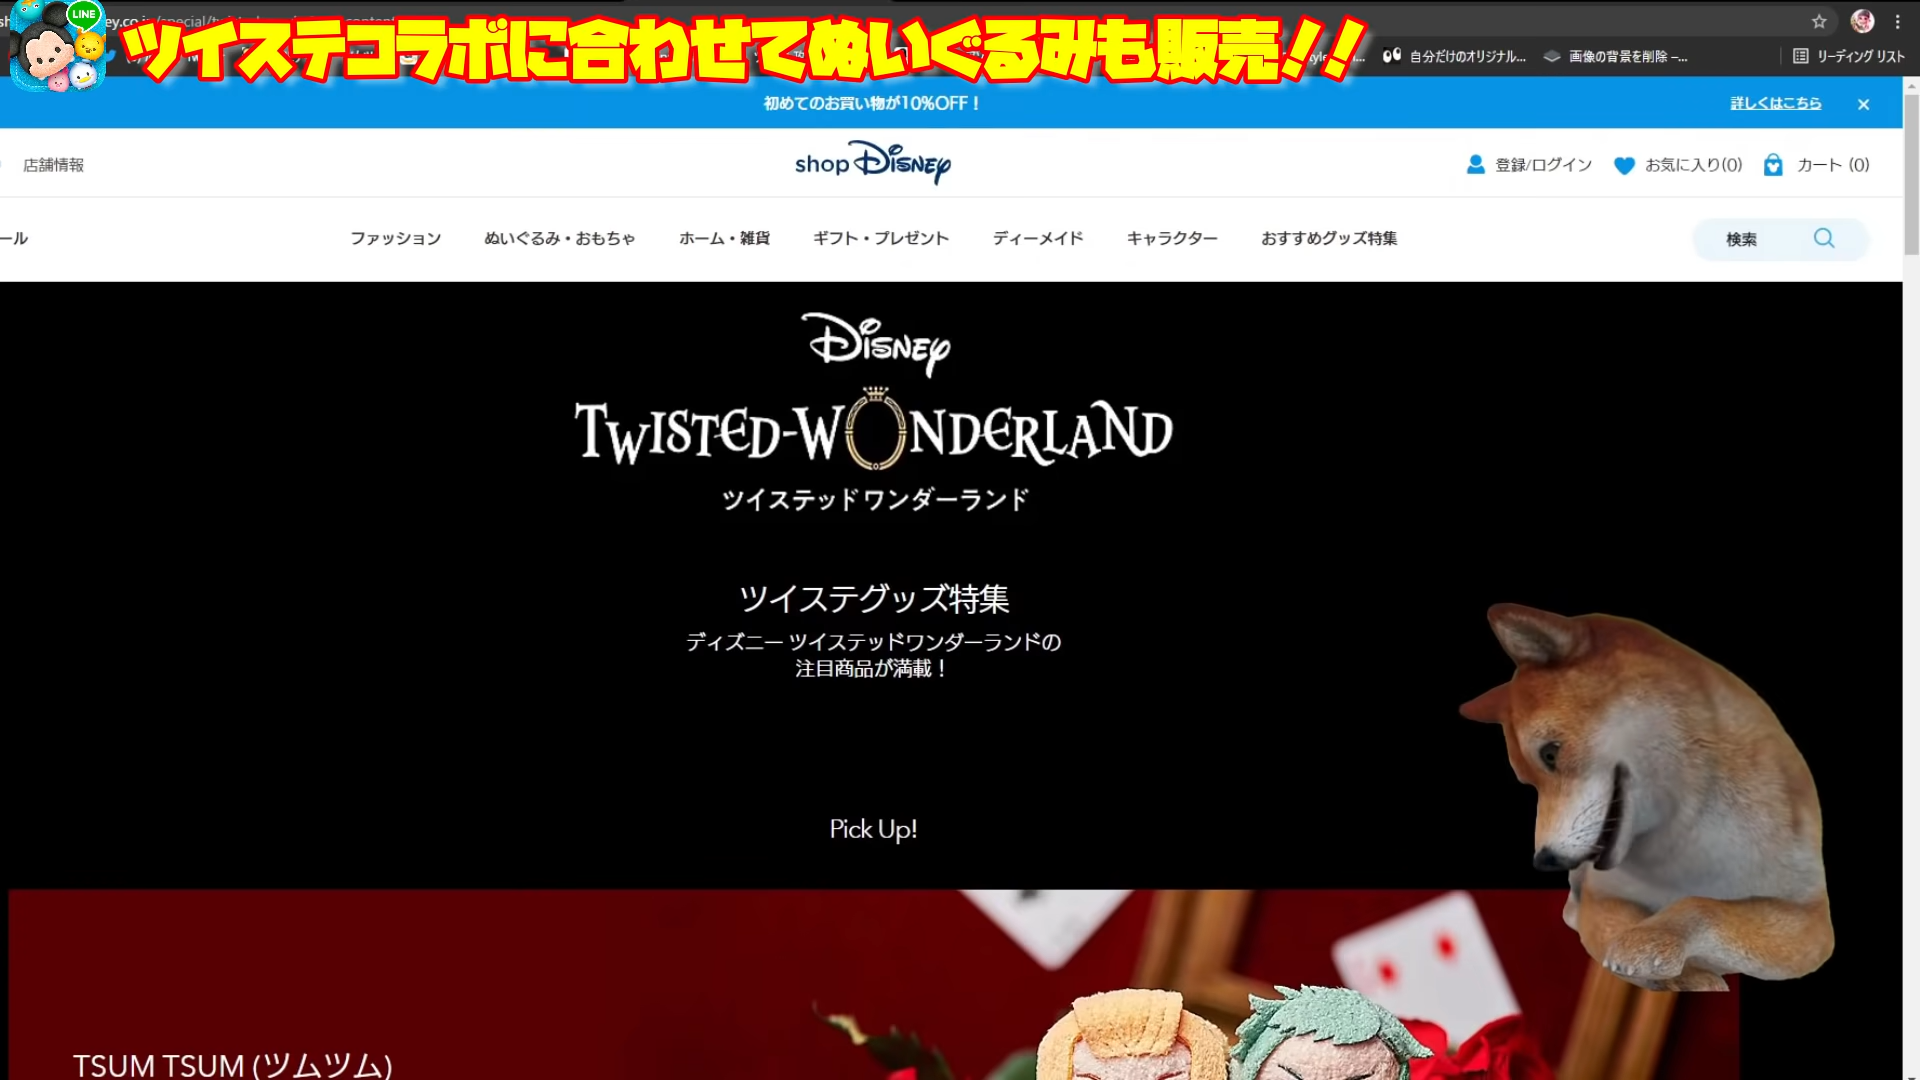 ツイステコラボに合わせてぬいぐるみも販売!!
LINE
自分だけのオリジナル...
画像の背景を削除 –...
リーディング リスト
初めてのお買い物が10%OFF！
詳しくはこちら
店舗情報
shop Disney
登録/ログイン
お気に入り(0)
カート (0)
ール
ファッション
ぬいぐるみ・おもちゃ
ホーム・雑貨
ギフト・プレゼント
ディーメイド
キャラクター
おすすめグッズ特集
検索
Disney
TWISTED-WONDERLAND
ツイステッドワンダーランド
ツイステグッズ特集
ディズニー ツイステッドワンダーランドの
注目商品が満載！
Pick Up!
TSUM TSUM (ツムツム)